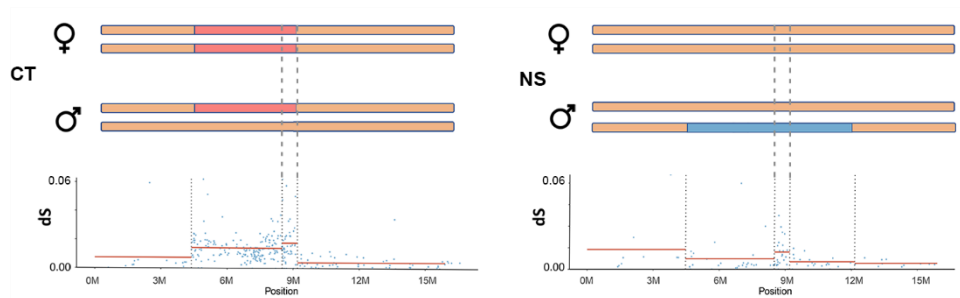 ♀
CT
♂
0.06
dS
0.00
0M 3M 6M 9M 12M 15M
Position
♀
NS
♂
0.06
dS
0.00
0M 3M 6M 9M 12M 15M
Position